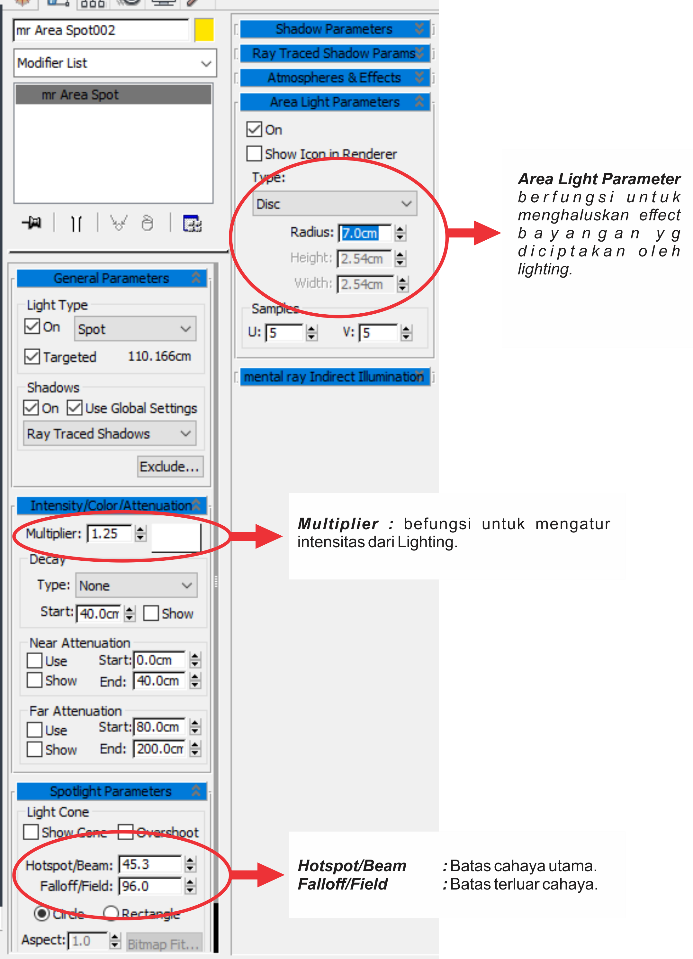 mr Area Spot002
Modifier List
mr Area Spot
General Parameters
Light Type
On Spot
Targeted 110.166cm
Shadows
On Use Global Settings
Ray Traced Shadows
Exclude...
Intensity/Color/Attenuation
Multiplier: 1.25
Decay
Type: None
Start: 40.0cm Show
Near Attenuation
Use Start: 0.0cm
Show End: 40.0cm
Far Attenuation
Use Start: 80.0cm
Show End: 200.0cm
Spotlight Parameters
Light Cone
Show Cone Overshoot
Hotspot/Beam: 45.3
Falloff/Field: 96.0
Circle Rectangle
Aspect: 1.0 Bitmap Fit...
Shadow Parameters
Ray Traced Shadow Params
Atmospheres & Effects
Area Light Parameters
On
Show Icon in Renderer
Type:
Disc
Radius: 7.0cm
Height: 2.54cm
Width: 2.54cm
Samples
U: 5 V: 5
mental ray Indirect Illumination
Area Light Parameter
berfungsi untuk
menghaluskan effect
bayangan yg
diciptakan oleh
lighting.
Multiplier : befungsi untuk mengatur
intensitas dari Lighting.
Hotspot/Beam : Batas cahaya utama.
Falloff/Field : Batas terluar cahaya.